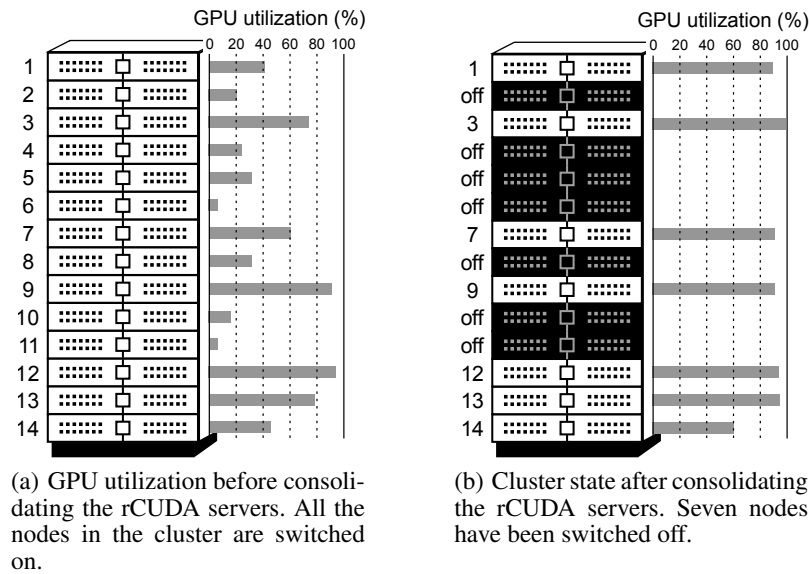 GPU utilization (%)
0 20 40 60 80 100
1
2
3
4
5
6
7
8
9
10
11
12
13
14
(a) GPU utilization before consoli-
dating the rCUDA servers. All the
nodes in the cluster are switched
on.
GPU utilization (%)
0 20 40 60 80 100
1
off
3
off
off
off
7
off
9
off
off
12
13
14
(b) Cluster state after consolidating
the rCUDA servers. Seven nodes
have been switched off.